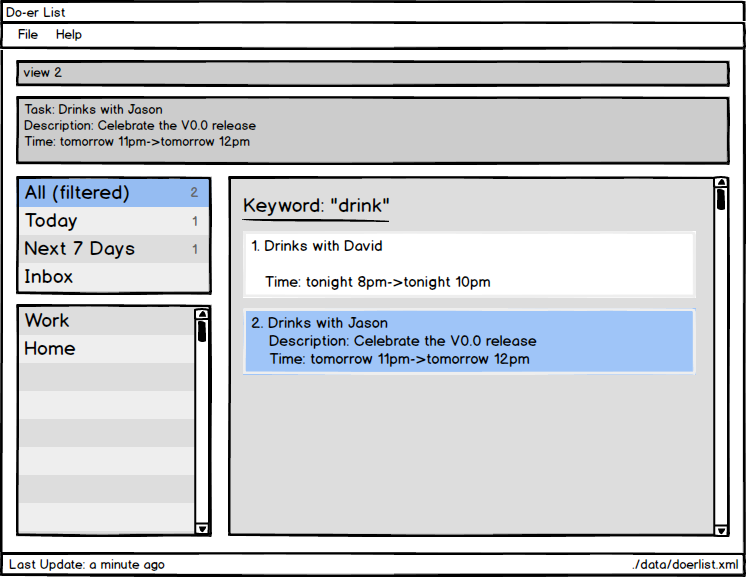 Do-er List
File Help
view 2
Task: Drinks with Jason
Description: Celebrate the V0.0 release
Time: tomorrow 11pm->tomorrow 12pm
All (filtered) 2
Today 1
Next 7 Days 1
Inbox
Work
Home
Keyword: "drink"
1. Drinks with David
Time: tonight 8pm->tonight 10pm
2. Drinks with Jason
Description: Celebrate the V0.0 release
Time: tomorrow 11pm->tomorrow 12pm
Last Update: a minute ago ./data/doerlist.xml